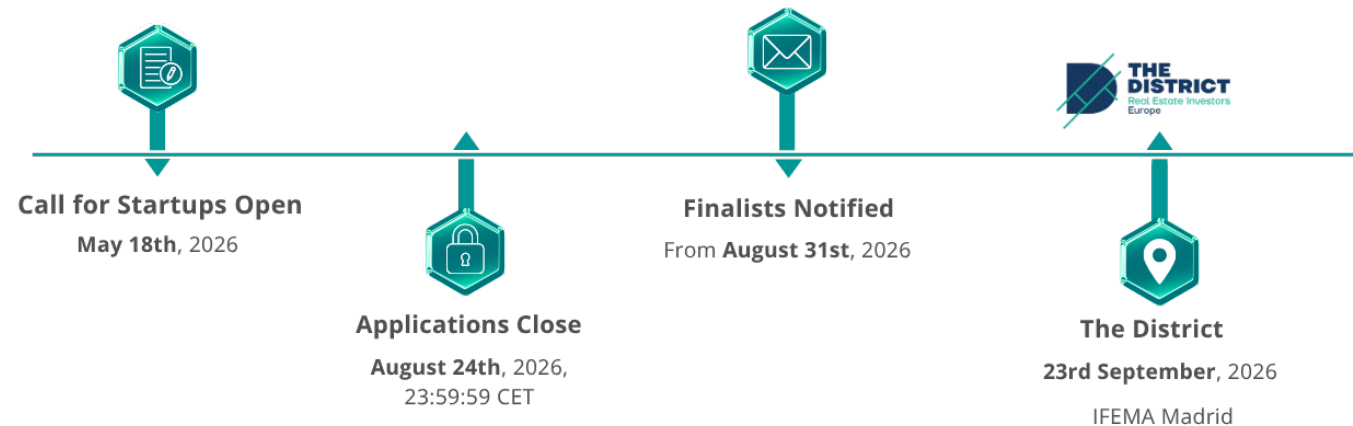 Call for Startups Open
May 18th, 2026
Applications Close
August 24th, 2026,
23:59:59 CET
Finalists Notified
From August 31st, 2026
THE
DISTRICT
Real Estate Investors
Europe
The District
23rd September, 2026
IFEMA Madrid